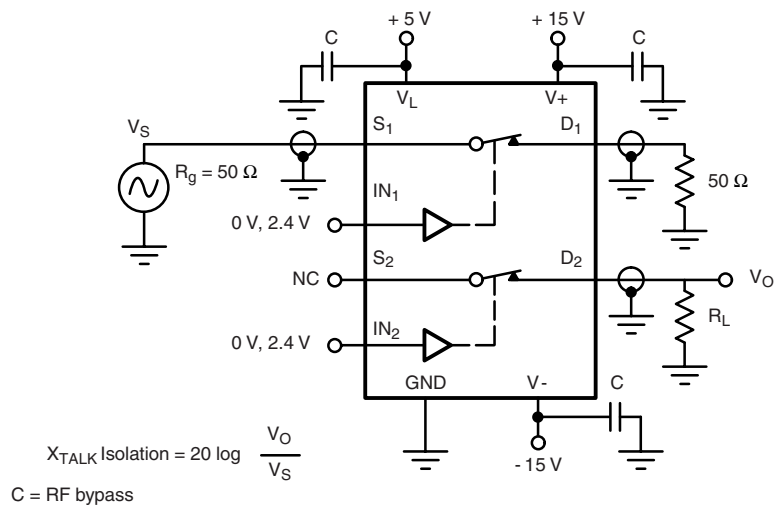 + 5 V
+ 15 V
C
C
V_L
V+
V_S
S_1
D_1
R_g = 50 Ω
50 Ω
IN_1
0 V, 2.4 V
S_2
D_2
NC
V_O
R_L
IN_2
0 V, 2.4 V
GND
V-
C
- 15 V
X_TALK Isolation = 20 log V_O / V_S
C = RF bypass